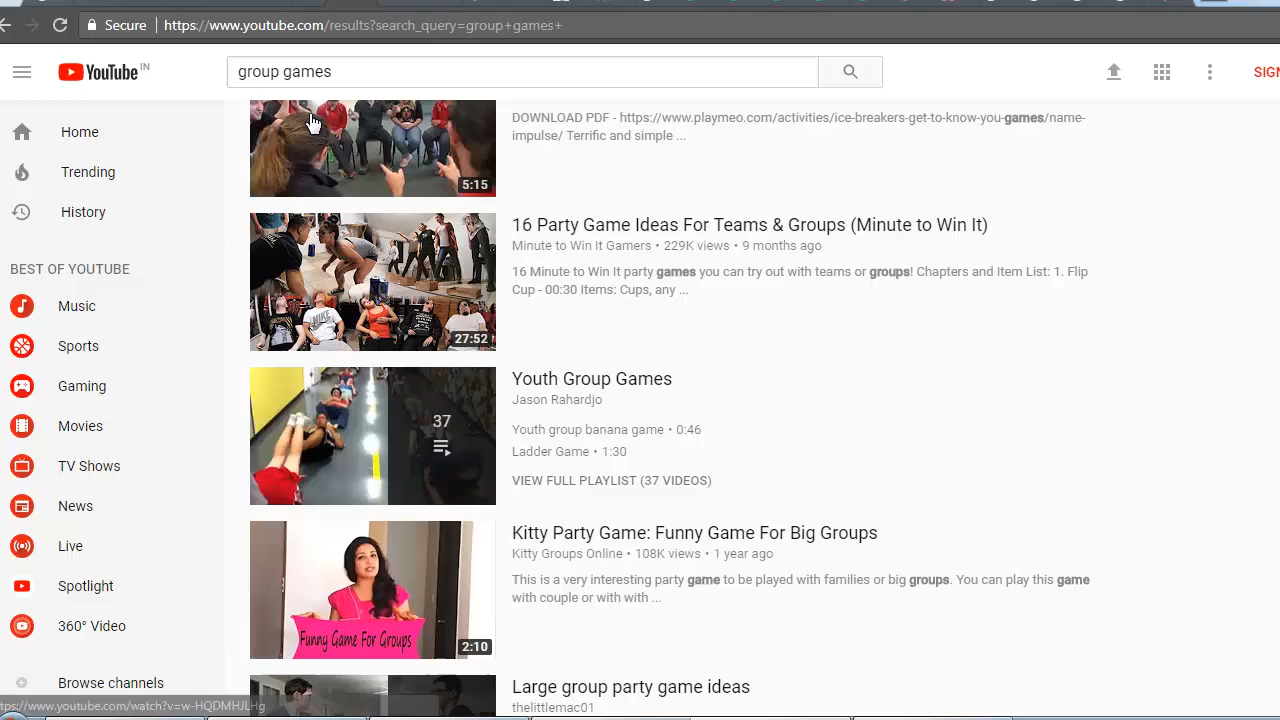 Secure https://www.youtube.com/results?search_query=group+games+
YouTube IN
group games
SIGN
Home
Trending
History
BEST OF YOUTUBE
Music
Sports
Gaming
Movies
TV Shows
News
Live
Spotlight
360° Video
Browse channels
DOWNLOAD PDF - https://www.playmeo.com/activities/ice-breakers-get-to-know-you-games/name-
impulse/ Terrific and simple ...
5:15
16 Party Game Ideas For Teams & Groups (Minute to Win It)
Minute to Win It Gamers • 229K views • 9 months ago
16 Minute to Win It party games you can try out with teams or groups! Chapters and Item List: 1. Flip
Cup - 00:30 Items: Cups, any ...
27:52
Youth Group Games
Jason Rahardjo
Youth group banana game • 0:46
Ladder Game • 1:30
VIEW FULL PLAYLIST (37 VIDEOS)
37
Kitty Party Game: Funny Game For Big Groups
Kitty Groups Online • 108K views • 1 year ago
This is a very interesting party game to be played with families or big groups. You can play this game
with couple or with with ...
Funny Game For Groups
2:10
Large group party game ideas
thelittlemac01
ttps://www.youtube.com/watch?v=w-HQDMHJLHg